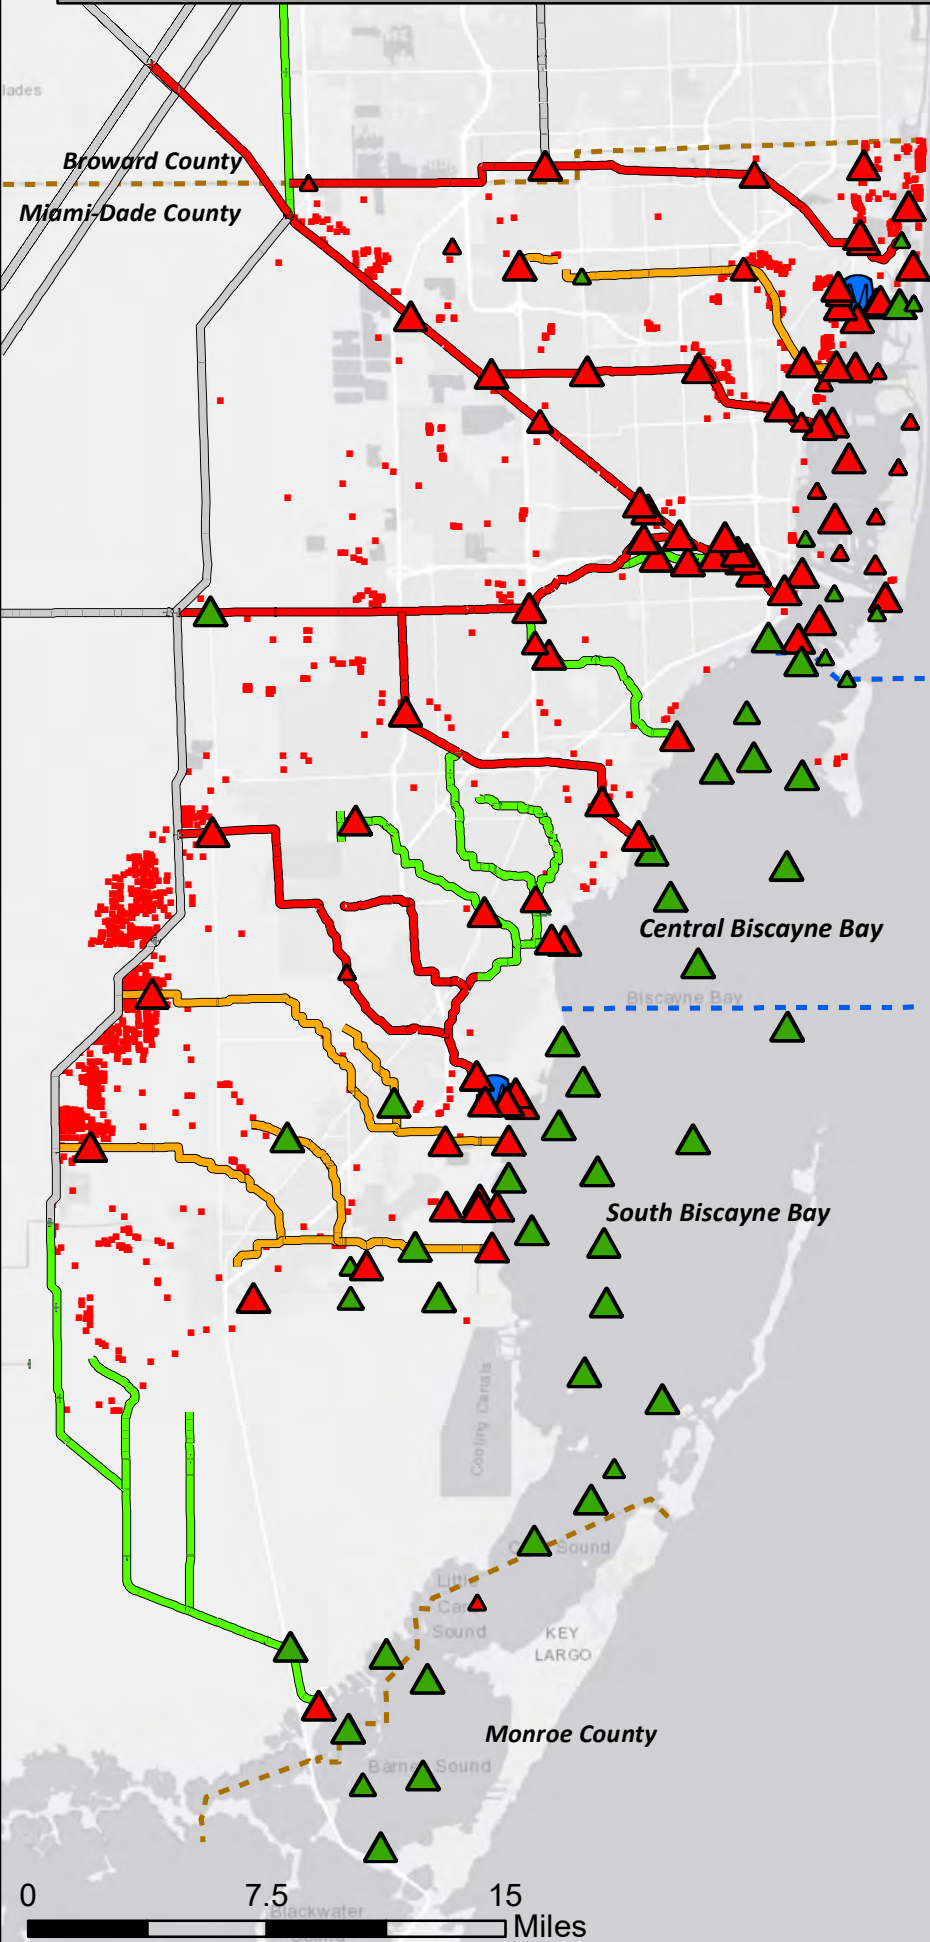 lades
Broward County
Miami-Dade County
Central Biscayne Bay
Biscayne Bay
South Biscayne Bay
Cooling Canals
Sound
Little
Sound
KEY
LARGO
Monroe County
Sound
0 7.5 15
Blackwater
Miles